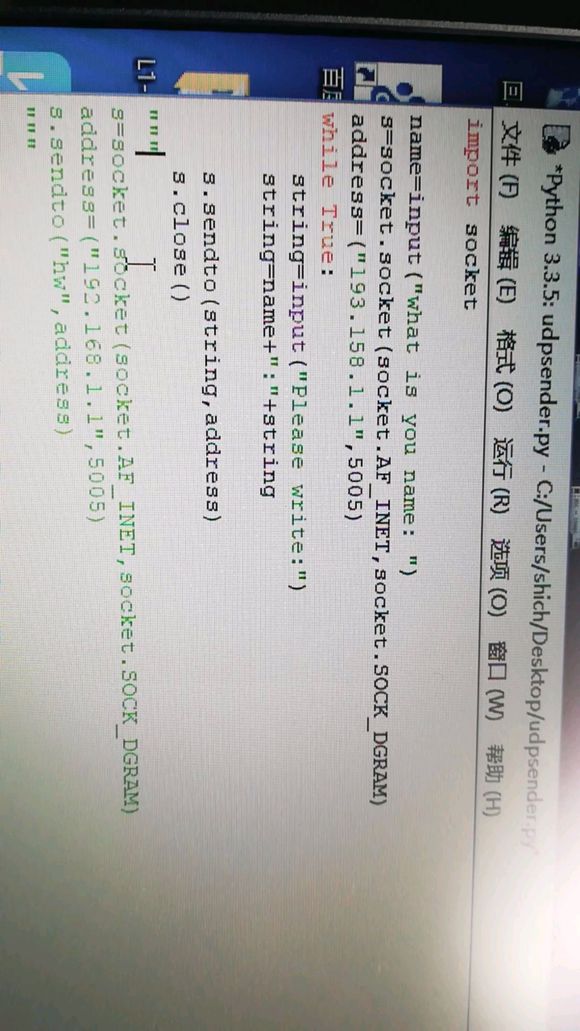 *Python 3.3.5: udpsender.py - C:/Users/shich/Desktop/udpsender.py*
文件 (F) 编辑 (E) 格式 (O) 运行 (R) 选项 (O) 窗口 (W) 帮助 (H)
import socket
name=input("what is you name: ")
s=socket.socket(socket.AF_INET,socket.SOCK_DGRAM)
address=("193.158.1.1",5005)
while True:
string=input("Please write:")
string=name+":"+string
s.sendto(string,address)
s.close()
"""
s=socket.socket(socket.AF_INET,socket.SOCK_DGRAM)
address=("192.168.1.1",5005)
s.sendto("hw",address)
"""
L1-